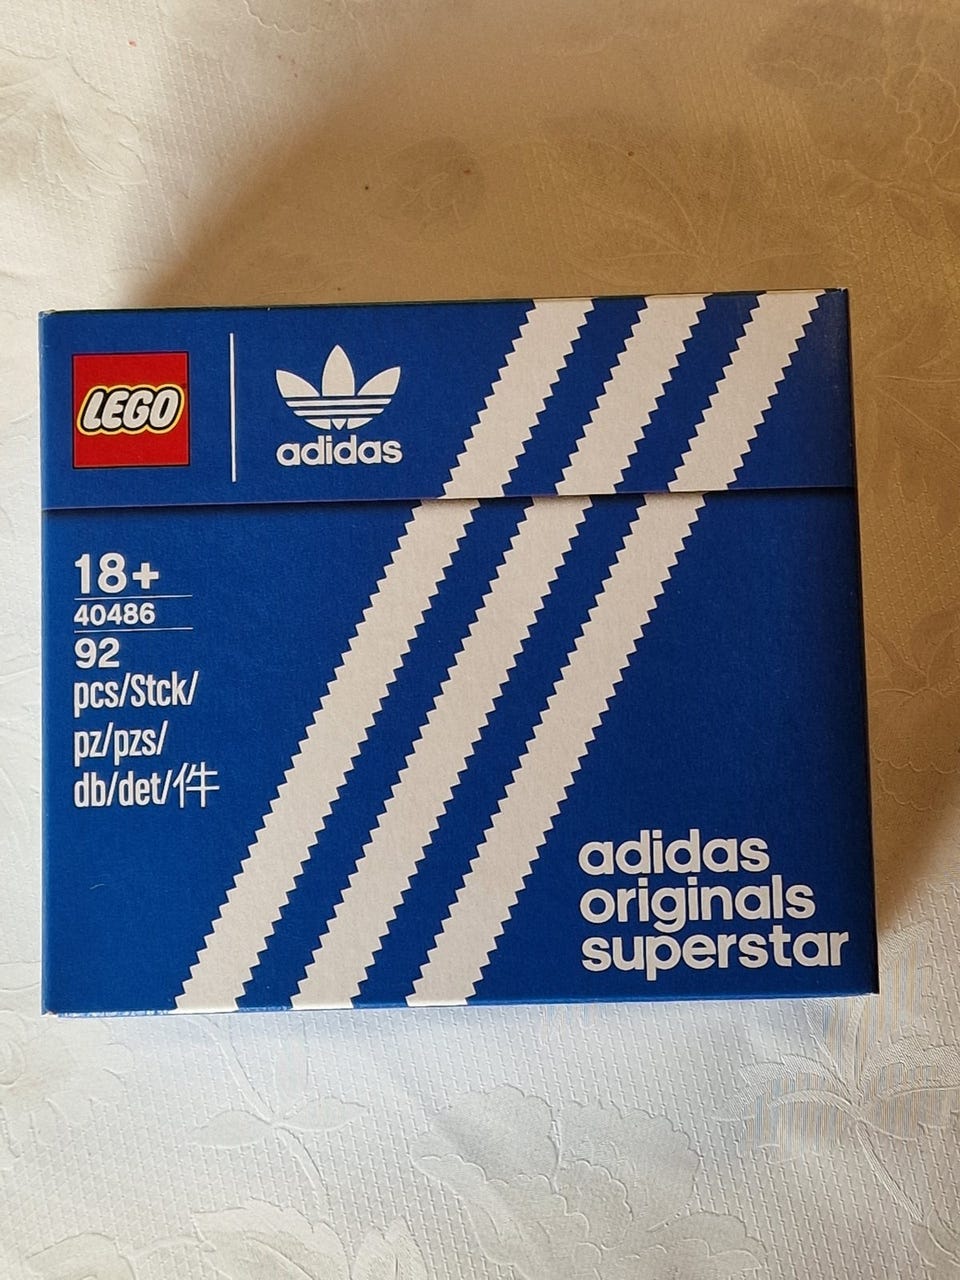 LEGO
adidas
18+
40486
92
pcs/Stck/
pz/pzs/
db/det/件
adidas
originals
superstar